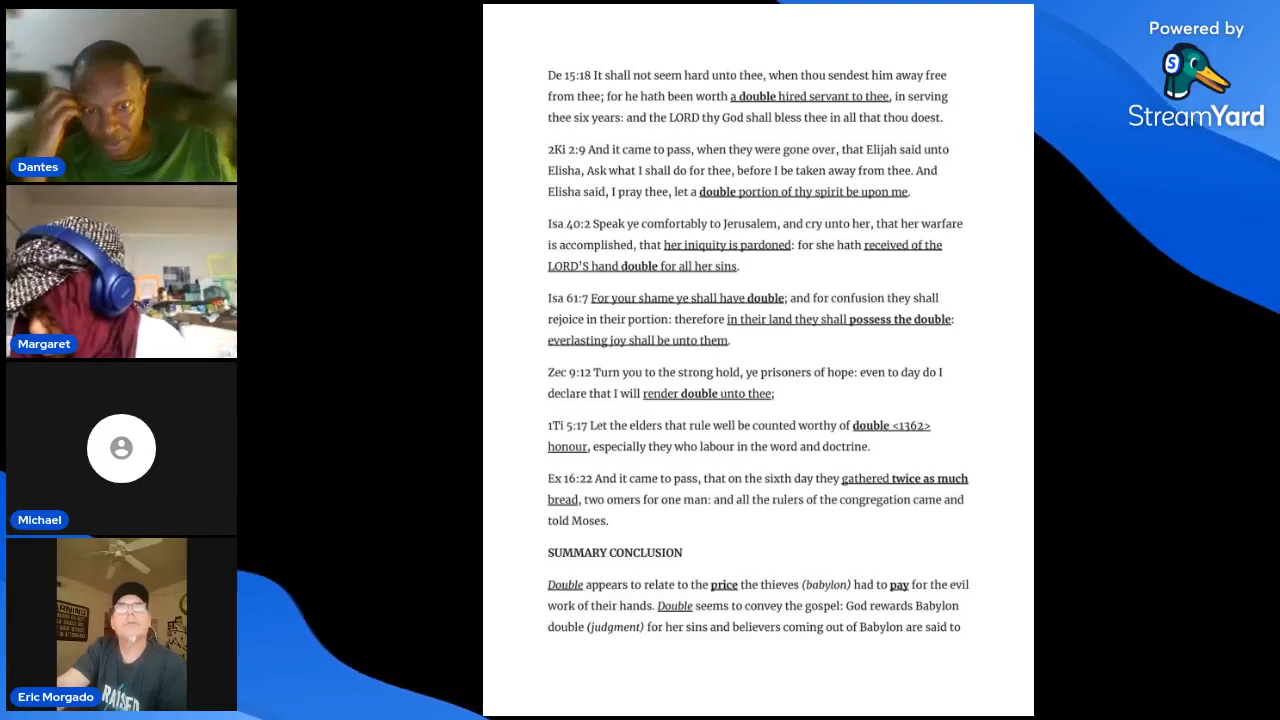 Dantes
Margaret
Michael
WARNING
RAISED
Eric Morgado
De 15:18 It shall not seem hard unto thee, when thou sendest him away free
from thee; for he hath been worth a double hired servant to thee, in serving
thee six years: and the LORD thy God shall bless thee in all that thou doest.
2Ki 2:9 And it came to pass, when they were gone over, that Elijah said unto
Elisha, Ask what I shall do for thee, before I be taken away from thee. And
Elisha said, I pray thee, let a double portion of thy spirit be upon me.
Isa 40:2 Speak ye comfortably to Jerusalem, and cry unto her, that her warfare
is accomplished, that her iniquity is pardoned: for she hath received of the
LORD'S hand double for all her sins.
Isa 61:7 For your shame ye shall have double; and for confusion they shall
rejoice in their portion: therefore in their land they shall possess the double:
everlasting joy shall be unto them.
Zec 9:12 Turn you to the strong hold, ye prisoners of hope: even to day do I
declare that I will render double unto thee;
1Ti 5:17 Let the elders that rule well be counted worthy of double <1362>
honour, especially they who labour in the word and doctrine.
Ex 16:22 And it came to pass, that on the sixth day they gathered twice as much
bread, two omers for one man: and all the rulers of the congregation came and
told Moses.
SUMMARY CONCLUSION
Double appears to relate to the price the thieves (babylon) had to pay for the evil
work of their hands. Double seems to convey the gospel: God rewards Babylon
double (judgment) for her sins and believers coming out of Babylon are said to
Powered by
S
StreamYard